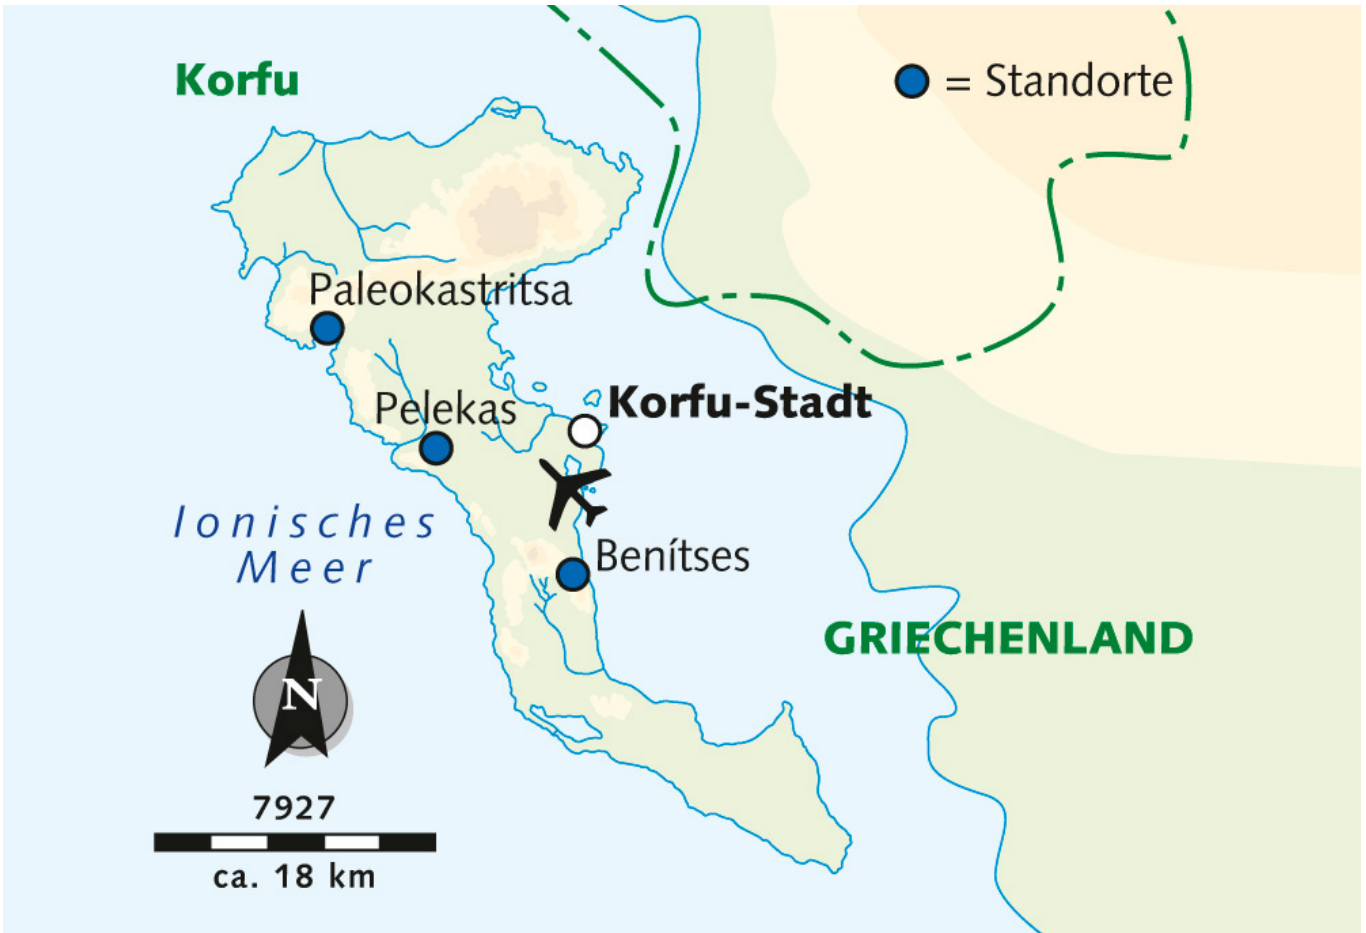 Korfu
= Standorte
Paleokastritsa
Korfu-Stadt
Pelekas
Ionisches
Meer
Benítses
GRIECHENLAND
N
7927
ca. 18 km